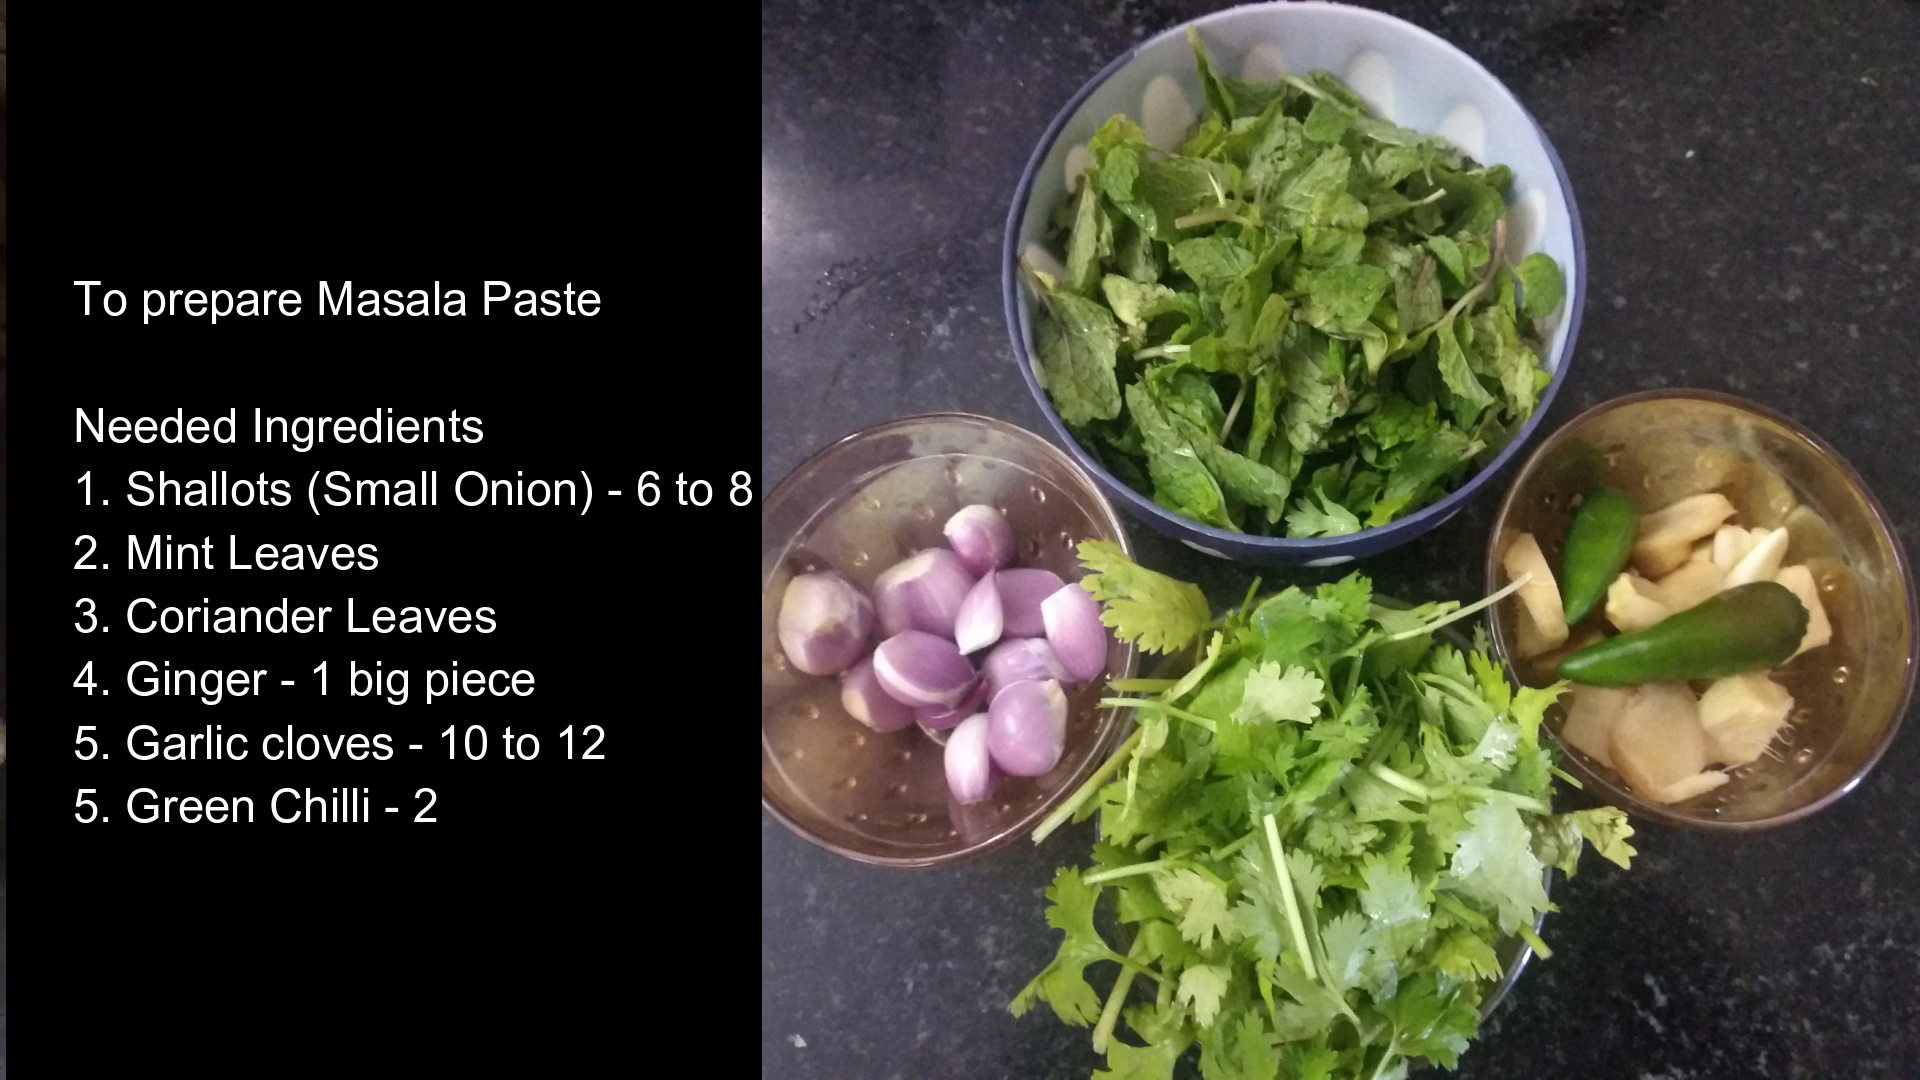 To prepare Masala Paste
Needed Ingredients
1. Shallots (Small Onion) - 6 to 8
2. Mint Leaves
3. Coriander Leaves
4. Ginger - 1 big piece
5. Garlic cloves - 10 to 12
5. Green Chilli - 2